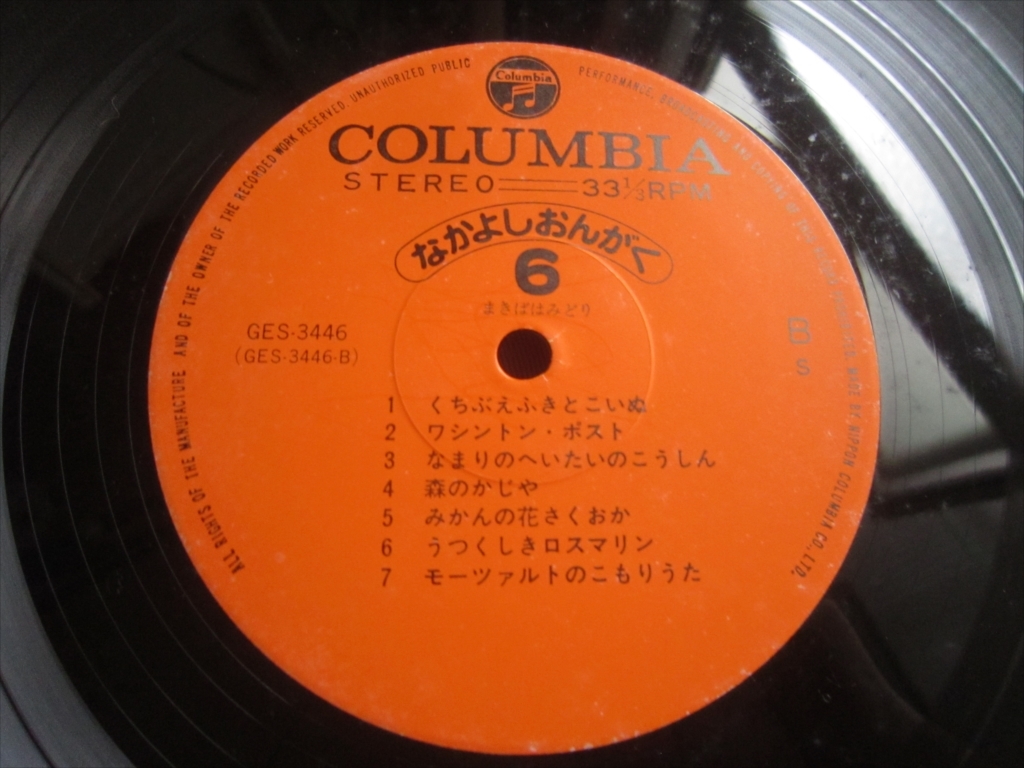 Columbia
COLUMBIA
STEREO 33⅓RPM
なかよしおんがく
6
まきばはみどり
GES-3446
(GES-3446-B)
B
S
1 くちぶえふきとこいぬ
2 ワシントン・ポスト
3 なまりのへいたいのこうしん
4 森のかじや
5 みかんの花さくおか
6 うつくしきロスマリン
7 モーツァルトのこもりうた
ALL RIGHTS OF THE MANUFACTURE AND OF THE OWNER OF THE RECORDED WORK RESERVED. UNAUTHORIZED PUBLIC PERFORMANCE, BROADCASTING AND COPYING OF MADE BY NIPPON COLUMBIA CO., LTD.